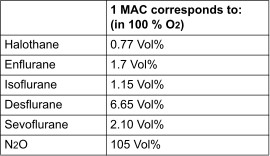 1 MAC corresponds to:
(in 100 % O2)
Halothane 0.77 Vol%
Enflurane 1.7 Vol%
Isoflurane 1.15 Vol%
Desflurane 6.65 Vol%
Sevoflurane 2.10 Vol%
N2O 105 Vol%